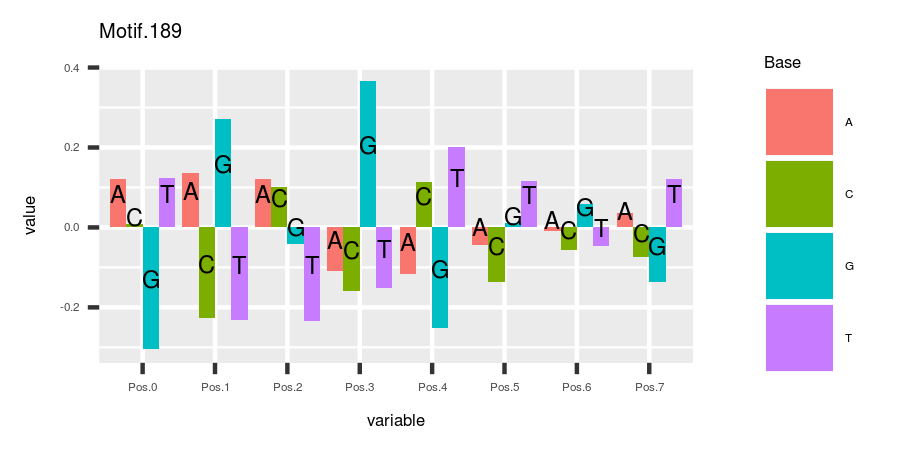 Motif.189
value
0.4
0.2
0.0
-0.2
A C G T
A C G T
A C G T
A C G T
A C G T
A C G T
A C G T
A C G T
Pos.0 Pos.1 Pos.2 Pos.3 Pos.4 Pos.5 Pos.6 Pos.7
variable
Base
A
C
G
T